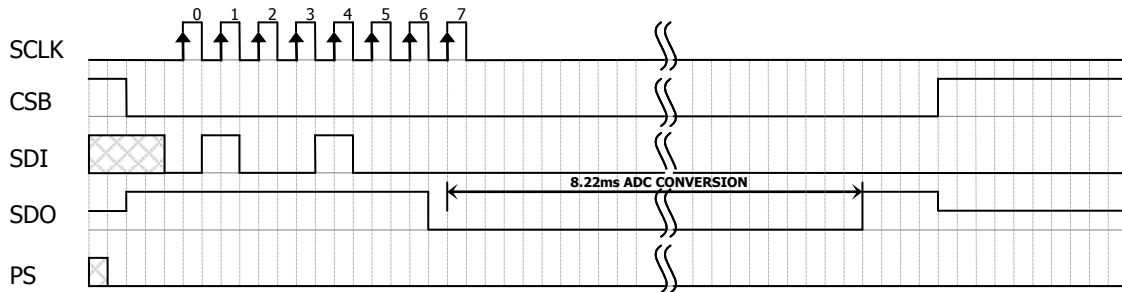 0 1 2 3 4 5 6 7
SCLK
CSB
SDI
8.22ms ADC CONVERSION
SDO
PS